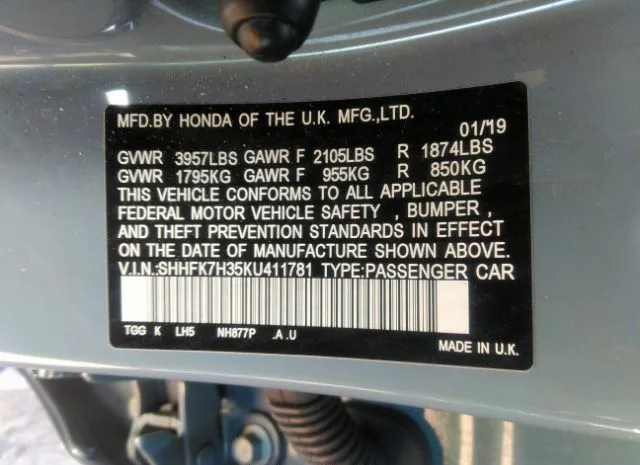 MFD.BY HONDA OF THE U.K. MFG.,LTD.
01/'19
GVWR 3957LBS GAWR F 2105LBS R 1874LBS
GVWR 1795KG GAWR F 955KG R 850KG
THIS VEHICLE CONFORMS TO ALL APPLICABLE
FEDERAL MOTOR VEHICLE SAFETY , BUMPER ,
AND THEFT PREVENTION STANDARDS IN EFFECT
ON THE DATE OF MANUFACTURE SHOWN ABOVE.
V.I.N.:SHHFK7H35KU411781 TYPE:PASSENGER CAR
TGG K LH5 NH877P .A .U
MADE IN U.K.